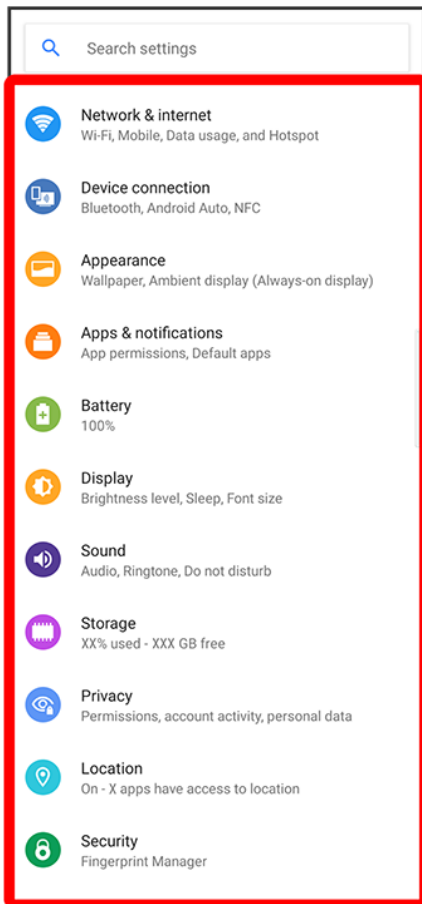 Search settings
Network & internet
Wi-Fi, Mobile, Data usage, and Hotspot
Device connection
Bluetooth, Android Auto, NFC
Appearance
Wallpaper, Ambient display (Always-on display)
Apps & notifications
App permissions, Default apps
Battery
100%
Display
Brightness level, Sleep, Font size
Sound
Audio, Ringtone, Do not disturb
Storage
XX% used - XXX GB free
Privacy
Permissions, account activity, personal data
Location
On - X apps have access to location
Security
Fingerprint Manager